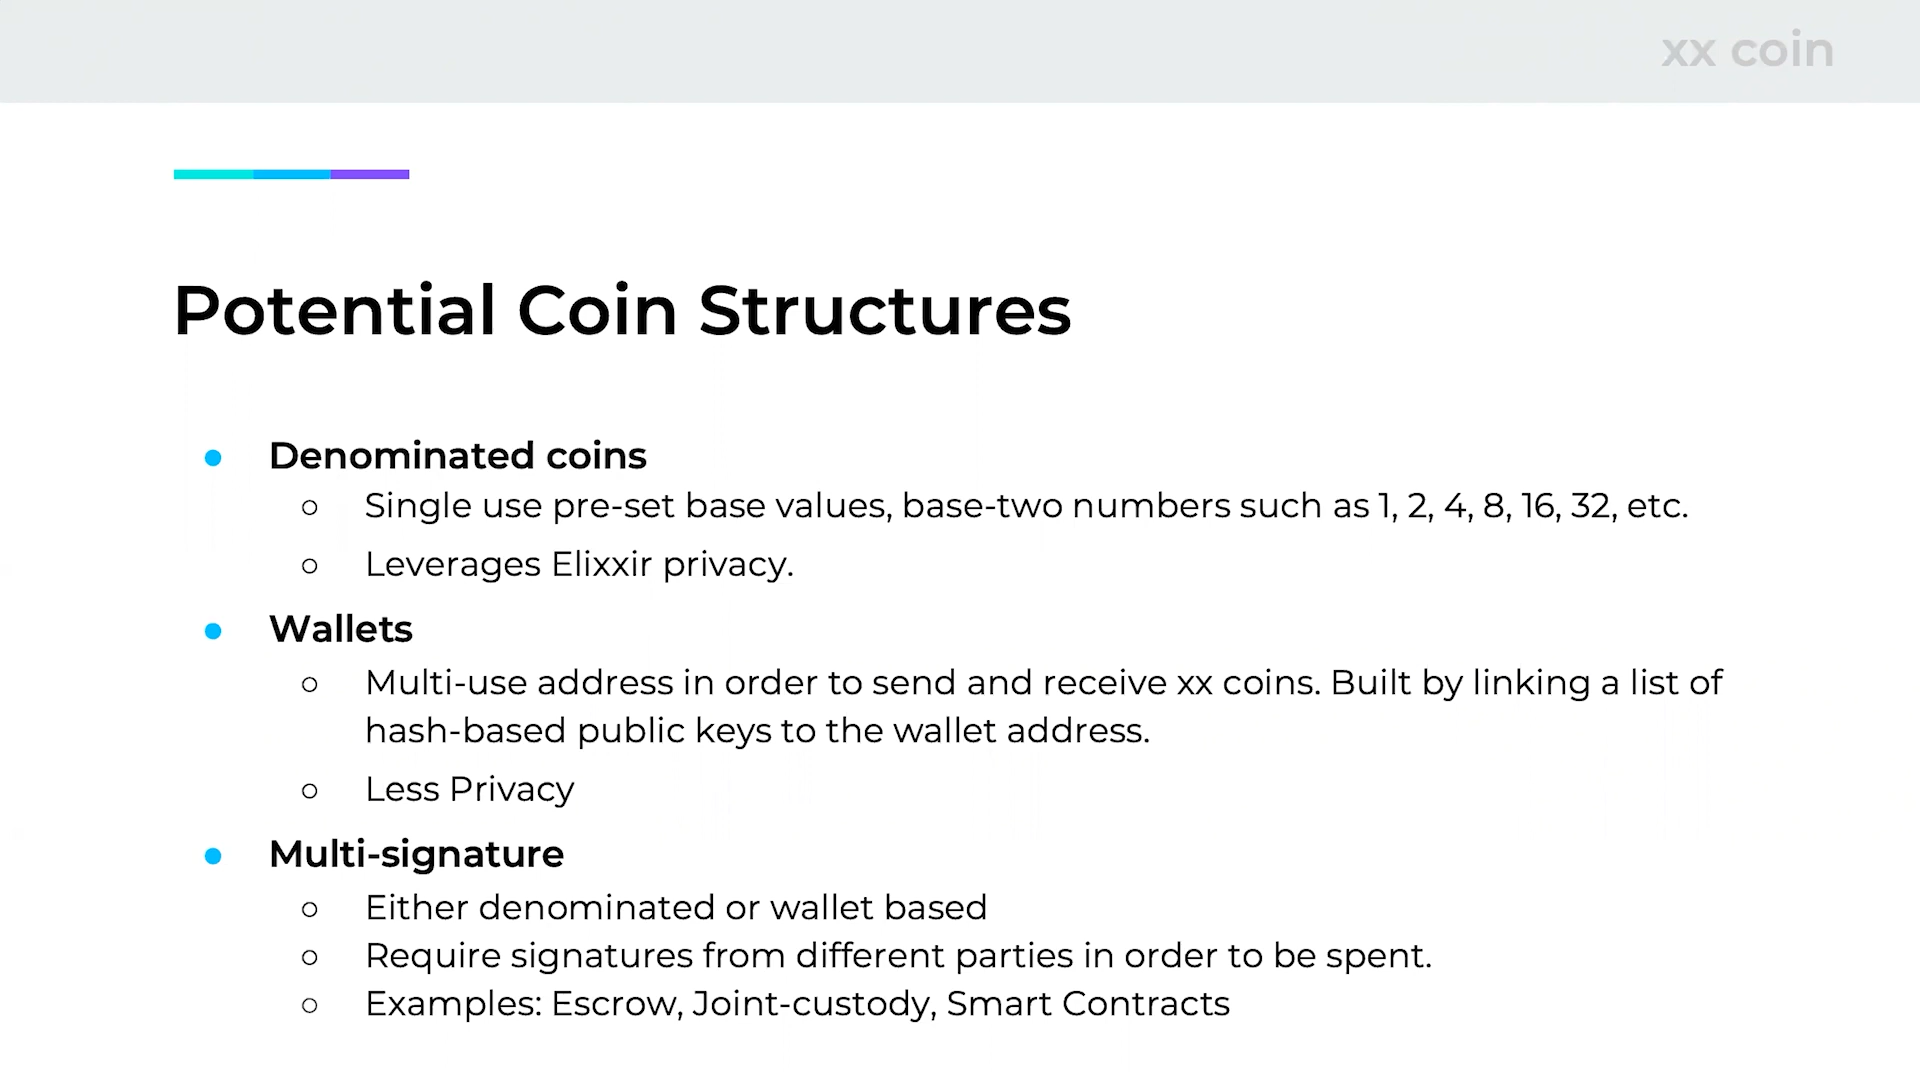 xx coin
Potential Coin Structures
● Denominated coins
○ Single use pre-set base values, base-two numbers such as 1, 2, 4, 8, 16, 32, etc.
○ Leverages Elixxir privacy.
● Wallets
○ Multi-use address in order to send and receive xx coins. Built by linking a list of
hash-based public keys to the wallet address.
○ Less Privacy
● Multi-signature
○ Either denominated or wallet based
○ Require signatures from different parties in order to be spent.
○ Examples: Escrow, Joint-custody, Smart Contracts